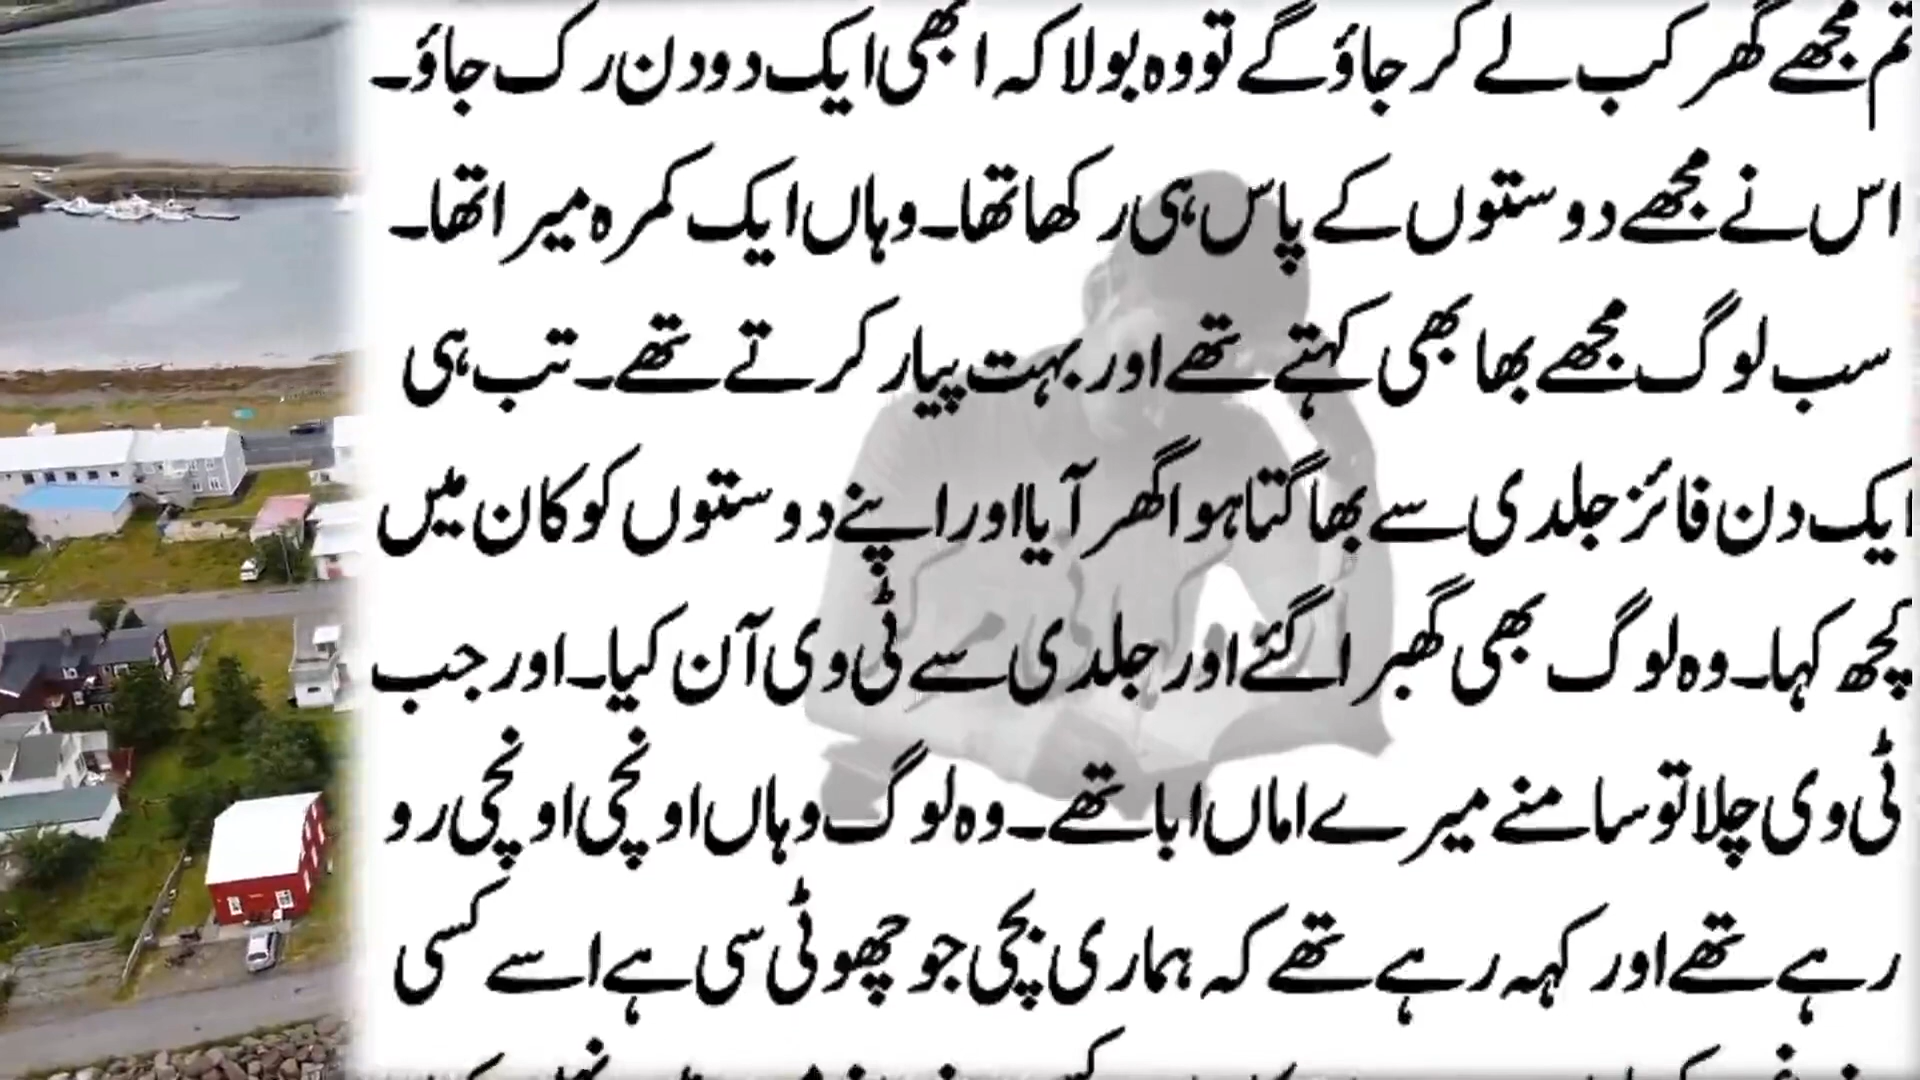 تم مجھے گھر کب لے کر جاؤ گے تو وہ بولا کہ ابھی ایک دو دن رک جاؤ۔
اس نے مجھے دوستوں کے پاس ہی رکھا تھا۔ وہاں ایک کمرہ میرا تھا۔
سب لوگ مجھے بھابھی کہتے تھے اور بہت پیار کرتے تھے۔ تب ہی
ایک دن فائز جلدی سے بھاگتا ہوا گھر آیا اور اپنے دوستوں کو کان میں
کچھ کہا۔ وہ لوگ بھی گھبرا گئے اور جلدی سے ٹی وی آن کیا۔ اور جب
ٹی وی چلا تو سامنے میرے اماں ابا تھے۔ وہ لوگ وہاں اونچی اونچی رو
رہے تھے اور کہہ رہے تھے کہ ہماری بچی جو چھوٹی سی ہے اسے کسی